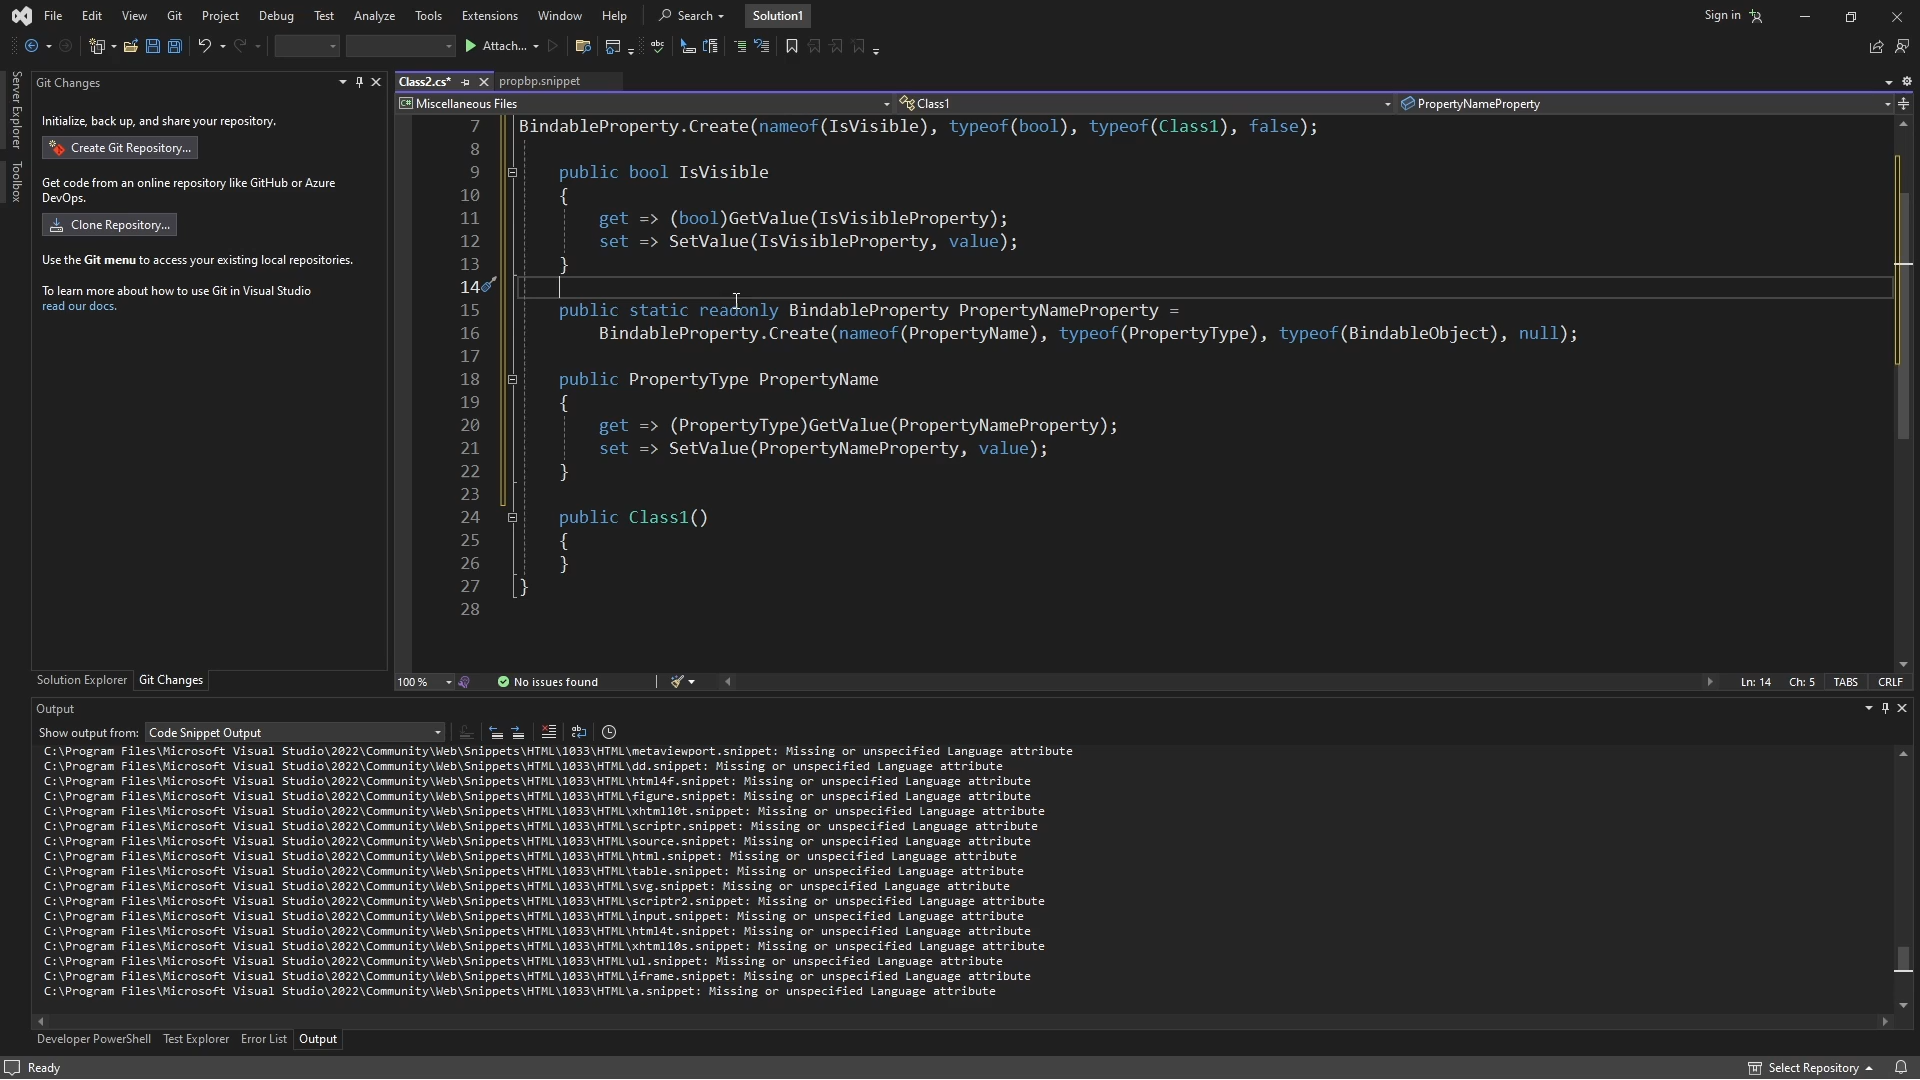 File Edit View Git Project Debug Test Analyze Tools Extensions Window Help Search Solution1 Sign in
Attach...
Server Explorer
Toolbox
Git Changes
Initialize, back up, and share your repository.
Create Git Repository...
Get code from an online repository like GitHub or Azure
DevOps.
Clone Repository...
Use the Git menu to access your existing local repositories.
To learn more about how to use Git in Visual Studio
read our docs.
Solution Explorer Git Changes
Class2.cs* propbp.snippet
C# Miscellaneous Files Class1 PropertyNameProperty
7 BindableProperty.Create(nameof(IsVisible), typeof(bool), typeof(Class1), false);
8
9 public bool IsVisible
10 {
11 get => (bool)GetValue(IsVisibleProperty);
12 set => SetValue(IsVisibleProperty, value);
13 }
14
15 public static readonly BindableProperty PropertyNameProperty =
16 BindableProperty.Create(nameof(PropertyName), typeof(PropertyType), typeof(BindableObject), null);
17
18 public PropertyType PropertyName
19 {
20 get => (PropertyType)GetValue(PropertyNameProperty);
21 set => SetValue(PropertyNameProperty, value);
22 }
23
24 public Class1()
25 {
26 }
27 }
28
100 % No issues found Ln: 14 Ch: 5 TABS CRLF
Output
Show output from: Code Snippet Output
C:\Program Files\Microsoft Visual Studio\2022\Community\Web\Snippets\HTML\1033\HTML\metaviewport.snippet: Missing or unspecified Language attribute
C:\Program Files\Microsoft Visual Studio\2022\Community\Web\Snippets\HTML\1033\HTML\dd.snippet: Missing or unspecified Language attribute
C:\Program Files\Microsoft Visual Studio\2022\Community\Web\Snippets\HTML\1033\HTML\html4f.snippet: Missing or unspecified Language attribute
C:\Program Files\Microsoft Visual Studio\2022\Community\Web\Snippets\HTML\1033\HTML\figure.snippet: Missing or unspecified Language attribute
C:\Program Files\Microsoft Visual Studio\2022\Community\Web\Snippets\HTML\1033\HTML\xhtml10t.snippet: Missing or unspecified Language attribute
C:\Program Files\Microsoft Visual Studio\2022\Community\Web\Snippets\HTML\1033\HTML\scriptr.snippet: Missing or unspecified Language attribute
C:\Program Files\Microsoft Visual Studio\2022\Community\Web\Snippets\HTML\1033\HTML\source.snippet: Missing or unspecified Language attribute
C:\Program Files\Microsoft Visual Studio\2022\Community\Web\Snippets\HTML\1033\HTML\html.snippet: Missing or unspecified Language attribute
C:\Program Files\Microsoft Visual Studio\2022\Community\Web\Snippets\HTML\1033\HTML\table.snippet: Missing or unspecified Language attribute
C:\Program Files\Microsoft Visual Studio\2022\Community\Web\Snippets\HTML\1033\HTML\svg.snippet: Missing or unspecified Language attribute
C:\Program Files\Microsoft Visual Studio\2022\Community\Web\Snippets\HTML\1033\HTML\scriptr2.snippet: Missing or unspecified Language attribute
C:\Program Files\Microsoft Visual Studio\2022\Community\Web\Snippets\HTML\1033\HTML\input.snippet: Missing or unspecified Language attribute
C:\Program Files\Microsoft Visual Studio\2022\Community\Web\Snippets\HTML\1033\HTML\html4t.snippet: Missing or unspecified Language attribute
C:\Program Files\Microsoft Visual Studio\2022\Community\Web\Snippets\HTML\1033\HTML\xhtml10s.snippet: Missing or unspecified Language attribute
C:\Program Files\Microsoft Visual Studio\2022\Community\Web\Snippets\HTML\1033\HTML\ul.snippet: Missing or unspecified Language attribute
C:\Program Files\Microsoft Visual Studio\2022\Community\Web\Snippets\HTML\1033\HTML\iframe.snippet: Missing or unspecified Language attribute
C:\Program Files\Microsoft Visual Studio\2022\Community\Web\Snippets\HTML\1033\HTML\a.snippet: Missing or unspecified Language attribute
Developer PowerShell Test Explorer Error List Output
Ready Select Repository